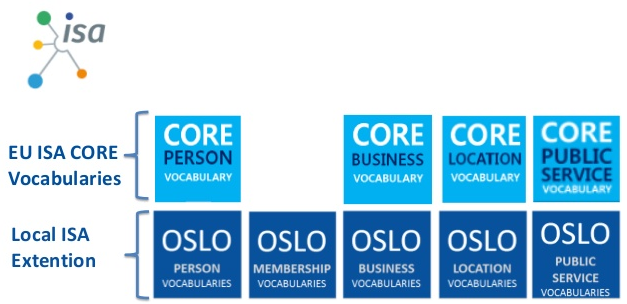 isa
EU ISA CORE
Vocabularies
CORE
PERSON
VOCABULARY
CORE
BUSINESS
VOCABULARY
CORE
LOCATION
VOCABULARY
CORE
PUBLIC
SERVICE
VOCABULARY
Local ISA
Extention
OSLO
PERSON
VOCABULARIES
OSLO
MEMBERSHIP
VOCABULARIES
OSLO
BUSINESS
VOCABULARIES
OSLO
LOCATION
VOCABULARIES
OSLO
PUBLIC
SERVICE
VOCABULARIES